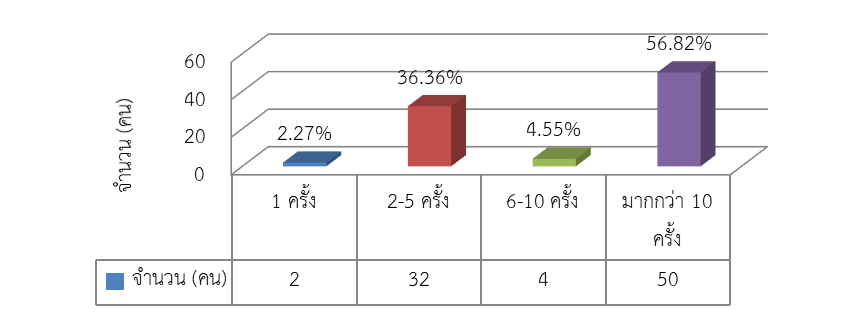 56.82%
60
36.36%
40
2.27%
4.55%
20
0
จำนวน (คน)
1 ครั้ง 2-5 ครั้ง 6-10 ครั้ง มากกว่า 10
ครั้ง
จำนวน (คน) 2 32 4 50